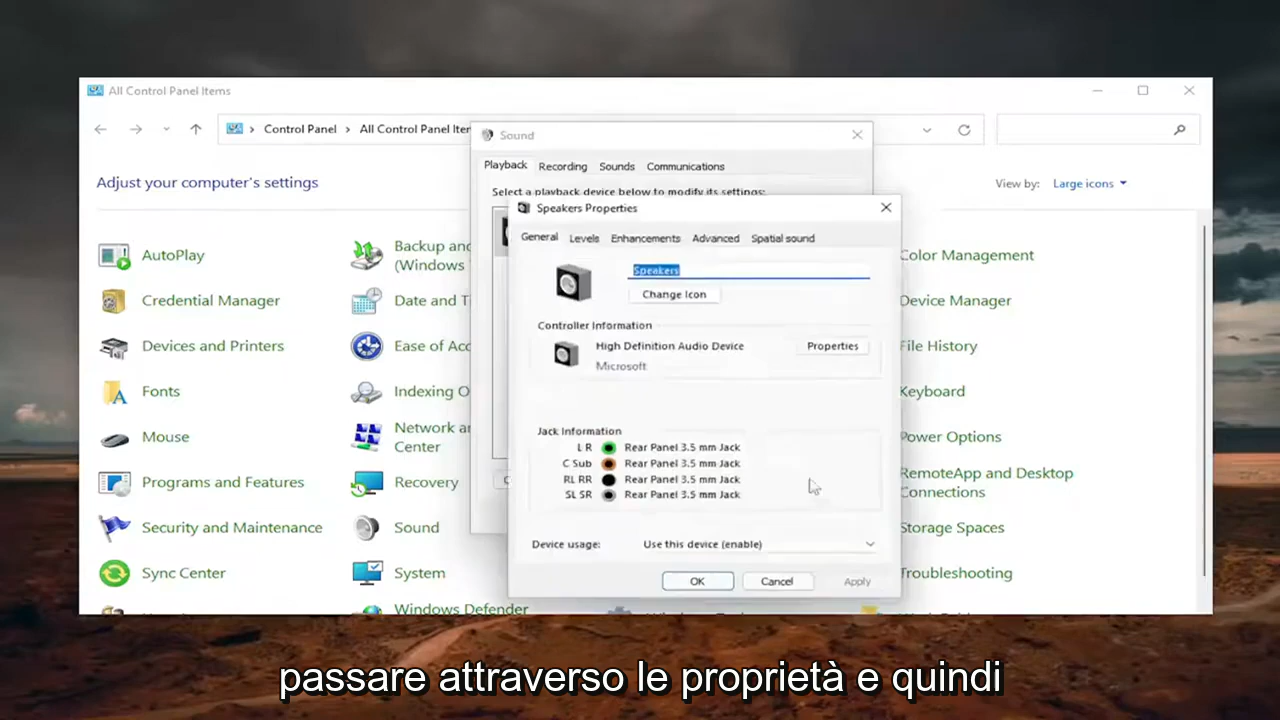 All Control Panel Items
Control Panel > All Control Panel Iter
Sound
Playback Recording Sounds Communications
Adjust your computer's settings
View by: Large icons
Select a playback device below to modify its settings:
Speakers Properties
General Levels Enhancements Advanced Spatial sound
Speakers
Change Icon
Controller Information
High Definition Audio Device
Properties
Microsoft
Jack Information
L R Rear Panel 3.5 mm Jack
C Sub Rear Panel 3.5 mm Jack
RL RR Rear Panel 3.5 mm Jack
SL SR Rear Panel 3.5 mm Jack
Device usage: Use this device (enable)
OK Cancel Apply
AutoPlay
Credential Manager
Devices and Printers
Fonts
Mouse
Programs and Features
Security and Maintenance
Sync Center
Backup and
(Windows
Date and T
Ease of Acc
Indexing O
Network an
Center
Recovery
Sound
System
Windows Defender
Color Management
Device Manager
File History
Keyboard
Power Options
RemoteApp and Desktop
Connections
Storage Spaces
Troubleshooting
passare attraverso le proprietà e quindi